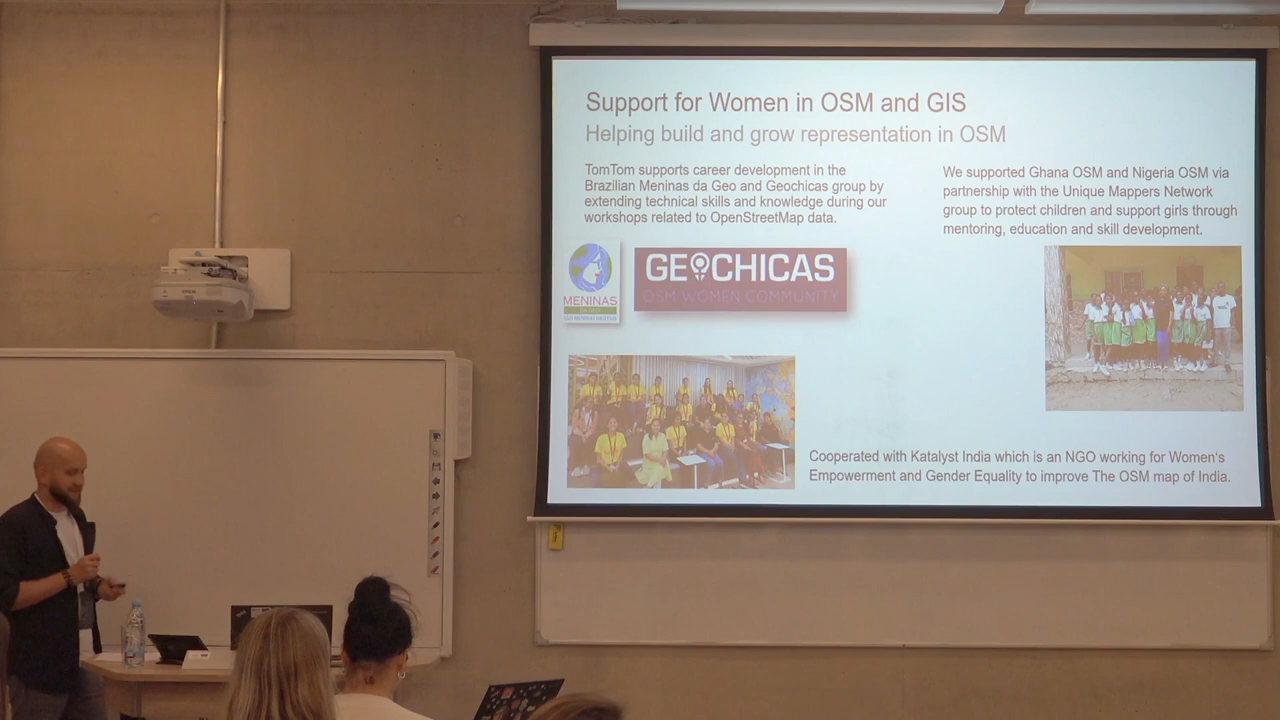 Support for Women in OSM and GIS
Helping build and grow representation in OSM
TomTom supports career development in the
Brazilian Meninas da Geo and Geochicas group by
extending technical skills and knowledge during our
workshops related to OpenStreetMap data.
We supported Ghana OSM and Nigeria OSM via
partnership with the Unique Mappers Network
group to protect children and support girls through
mentoring, education and skill development.
MENINAS
DA GEO
GEOCHICAS
OSM WOMEN COMMUNITY
Cooperated with Katalyst India which is an NGO working for Women's
Empowerment and Gender Equality to improve The OSM map of India.